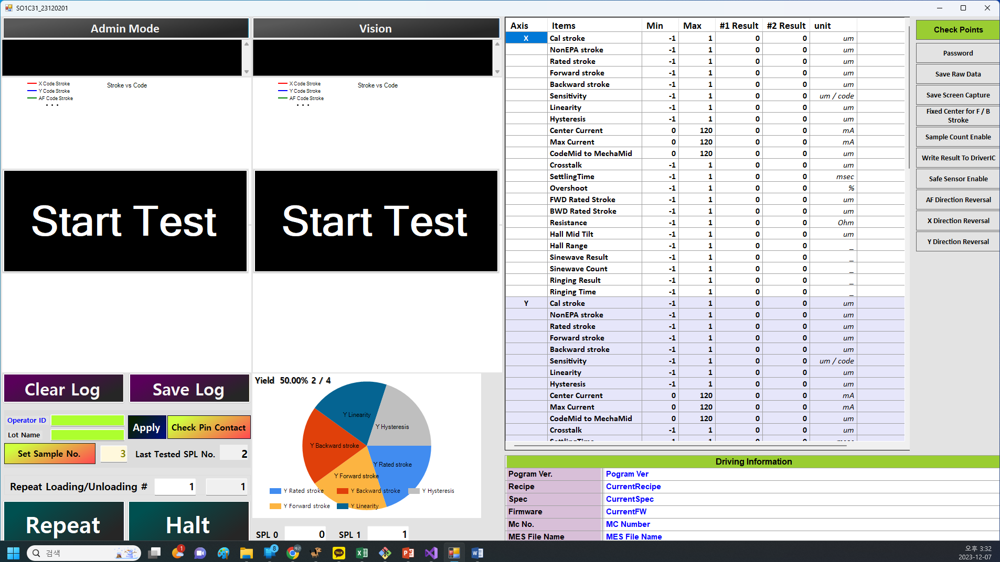 SO1C31_23120201
Admin Mode
Vision
X Code Stroke
Y Code Stroke
AF Code Stroke
Stroke vs Code
X Code Stroke
Y Code Stroke
AF Code Stroke
Stroke vs Code
Start Test
Start Test
Clear Log
Save Log
Operator ID
Lot Name
Apply
Check Pin Contact
Set Sample No.
3
Last Tested SPL No.
2
Repeat Loading/Unloading #
1
1
Repeat
Halt
Yield 50.00% 2 / 4
Y Linearity
Y Hysteresis
Y Backward stroke
Y Rated stroke
Y Forward stroke
Y Rated stroke
Y Backward stroke
Y Hysteresis
Y Forward stroke
Y Linearity
SPL 0
0
SPL 1
1
Axis Items Min Max #1 Result #2 Result unit
X Cal stroke -1 1 0 0 um
NonEPA stroke -1 1 0 0 um
Rated stroke -1 1 0 0 um
Forward stroke -1 1 0 0 um
Backward stroke -1 1 0 0 um
Sensitivity -1 1 0 0 um / code
Linearity -1 1 0 0 um
Hysteresis -1 1 0 0 um
Center Current 0 120 0 0 mA
Max Current 0 120 0 0 mA
CodeMid to MechaMid 0 120 0 0 um
Crosstalk -1 1 0 0 um
SettlingTime -1 1 0 0 msec
Overshoot -1 1 0 0 %
FWD Rated Stroke -1 1 0 0 um
BWD Rated Stroke -1 1 0 0 um
Resistance -1 1 0 0 Ohm
Hall Mid Tilt -1 1 0 0 um
Hall Range -1 1 0 0 _
Sinewave Result -1 1 0 0 _
Sinewave Count -1 1 0 0 _
Ringing Result -1 1 0 0 _
Ringing Time -1 1 0 0 _
Y Cal stroke -1 1 0 0 um
NonEPA stroke -1 1 0 0 um
Rated stroke -1 1 0 0 um
Forward stroke -1 1 0 0 um
Backward stroke -1 1 0 0 um
Sensitivity -1 1 0 0 um / code
Linearity -1 1 0 0 um
Hysteresis -1 1 0 0 um
Center Current 0 120 0 0 mA
Max Current 0 120 0 0 mA
CodeMid to MechaMid 0 120 0 0 um
Crosstalk -1 1 0 0 um
SettlingTime -1 1 0 0 msec
Check Points
Password
Save Raw Data
Save Screen Capture
Fixed Center for F / B
Stroke
Sample Count Enable
Write Result To DriverIC
Safe Sensor Enable
AF Direction Reversal
X Direction Reversal
Y Direction Reversal
Driving Information
Pogram Ver. Pogram Ver
Recipe CurrentRecipe
Spec CurrentSpec
Firmware CurrentFW
Mc No. MC Number
MES File Name MES File Name
검색
1
8
재근
TALK
오후 3:32
2023-12-07